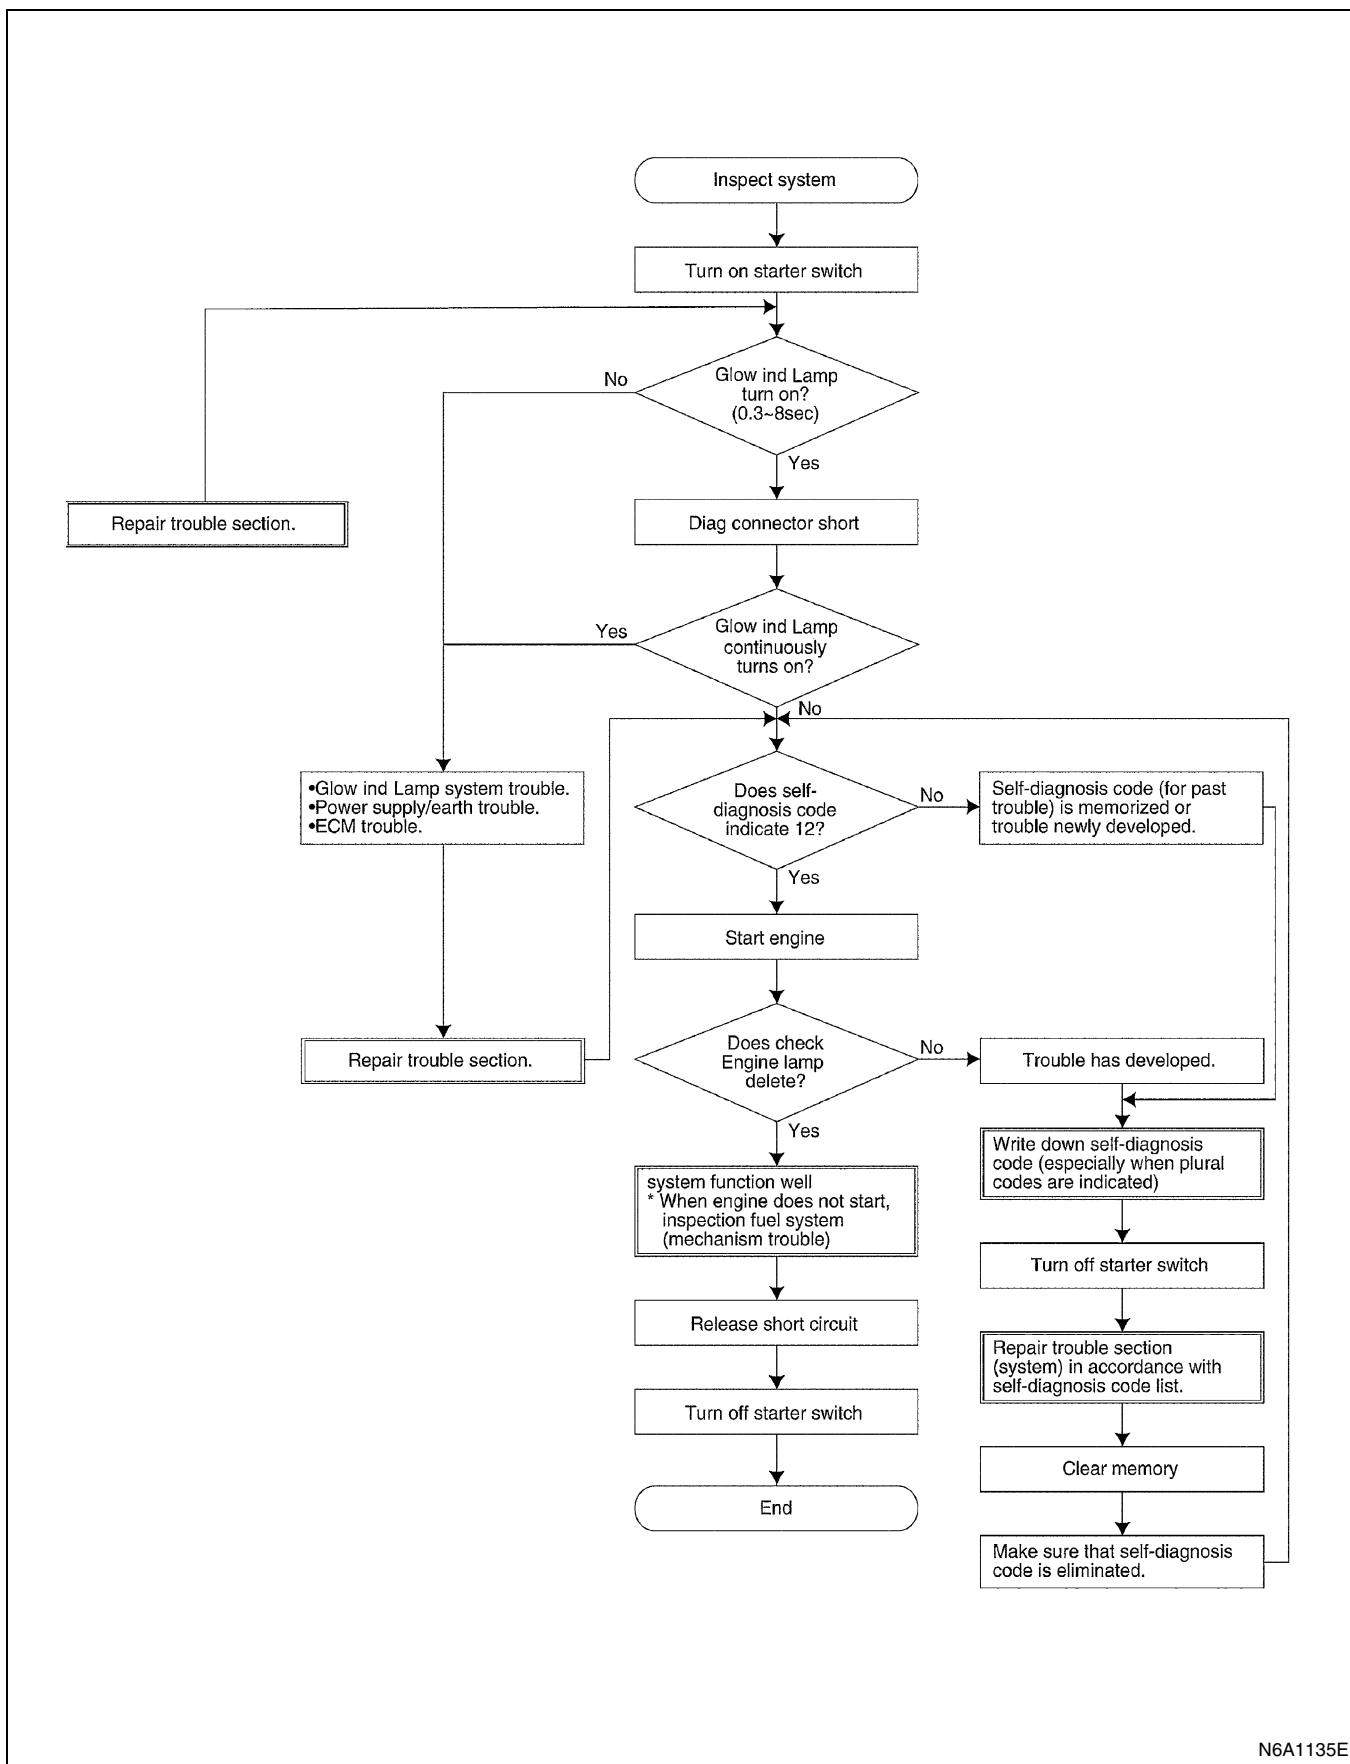 Inspect system
Turn on starter switch
Glow ind Lamp
turn on?
(0.3~8sec)
No
Yes
Repair trouble section.
Diag connector short
Glow ind Lamp
continuously
turns on?
Yes
No
•Glow ind Lamp system trouble.
•Power supply/earth trouble.
•ECM trouble.
Does self-
diagnosis code
indicate 12?
No
Self-diagnosis code (for past
trouble) is memorized or
trouble newly developed.
Yes
Start engine
Repair trouble section.
Does check
Engine lamp
delete?
No
Trouble has developed.
Yes
Write down self-diagnosis
code (especially when plural
codes are indicated)
system function well
* When engine does not start,
inspection fuel system
(mechanism trouble)
Turn off starter switch
Release short circuit
Repair trouble section
(system) in accordance with
self-diagnosis code list.
Turn off starter switch
Clear memory
End
Make sure that self-diagnosis
code is eliminated.
N6A1135E